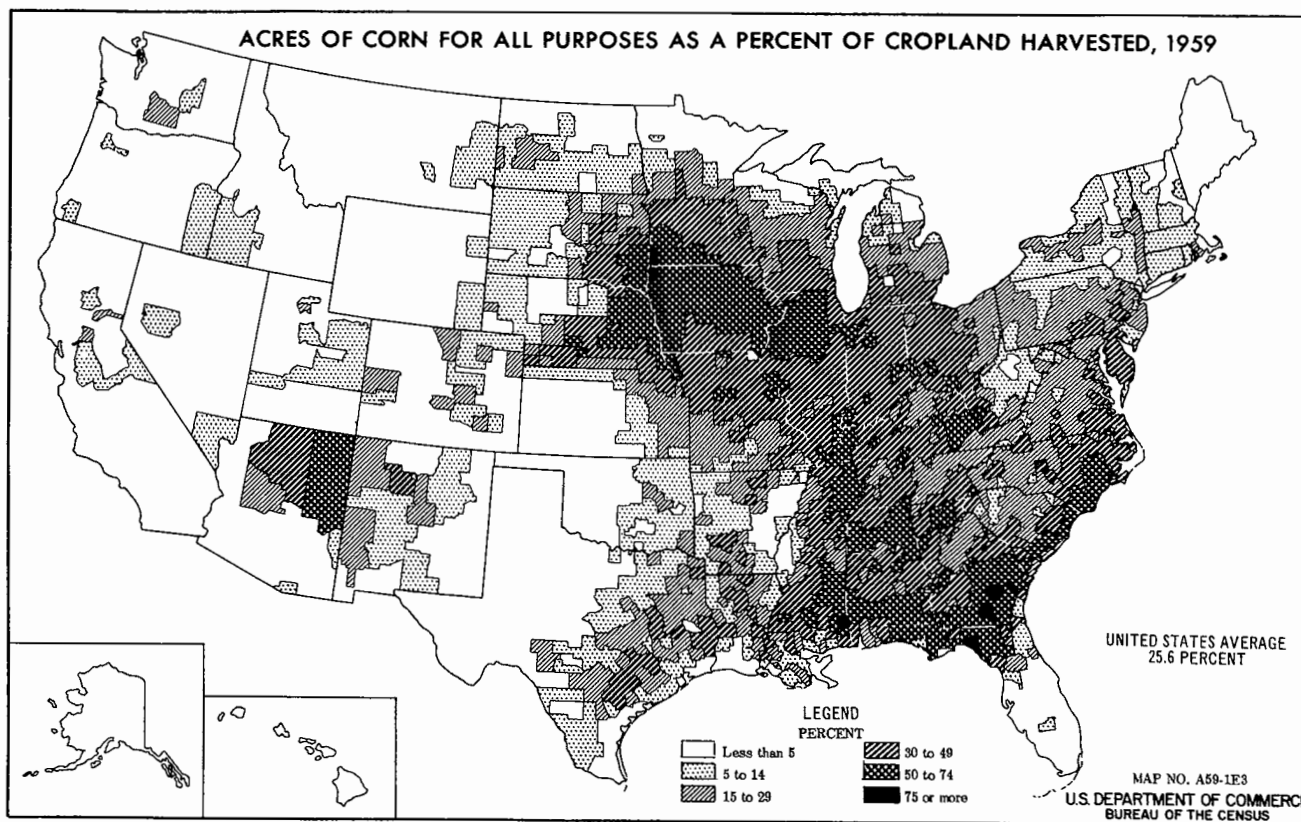 ACRES OF CORN FOR ALL PURPOSES AS A PERCENT OF CROPLAND HARVESTED, 1959
UNITED STATES AVERAGE
25.6 PERCENT
LEGEND
PERCENT
Less than 5
5 to 14
15 to 29
30 to 49
50 to 74
75 or more
MAP NO. A59-1E3
U.S. DEPARTMENT OF COMMERC
BUREAU OF THE CENSUS